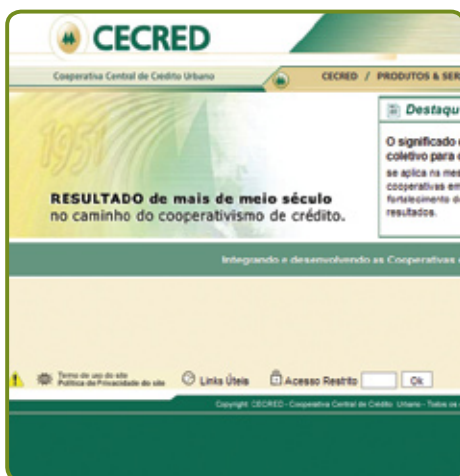 CECRED
Cooperativa Central de Crédito Urbano
CECRED / PRODUTOS & SER
1951
Destaqu
O significado
coletivo para
se aplica na mes
cooperativas em
fortalecimento d
resultados.
RESULTADO de mais de meio século
no caminho do cooperativismo de crédito.
Integrando e desenvolvendo as Cooperativas
Termo de uso do site
Política de Privacidade do site
Links Úteis
Acesso Restrito
Ok
Copyright CECRED - Cooperativa Central de Crédito Urbano - Todos os